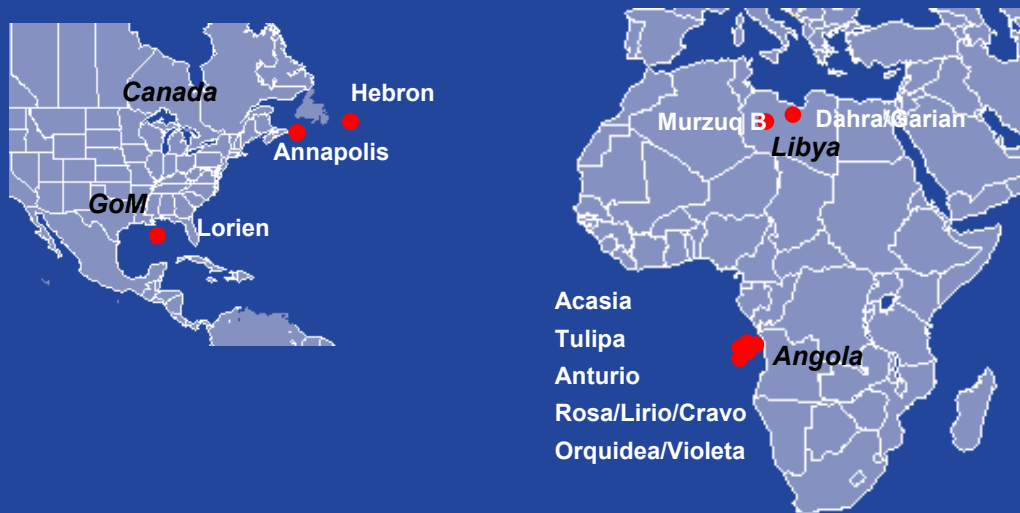 Canada
Hebron
Annapolis
GoM
Lorien
Murzuq B
Dahra/Garian
Libya
Acasia
Tulipa
Angola
Anturio
Rosa/Lirio/Cravo
Orquidea/Violeta